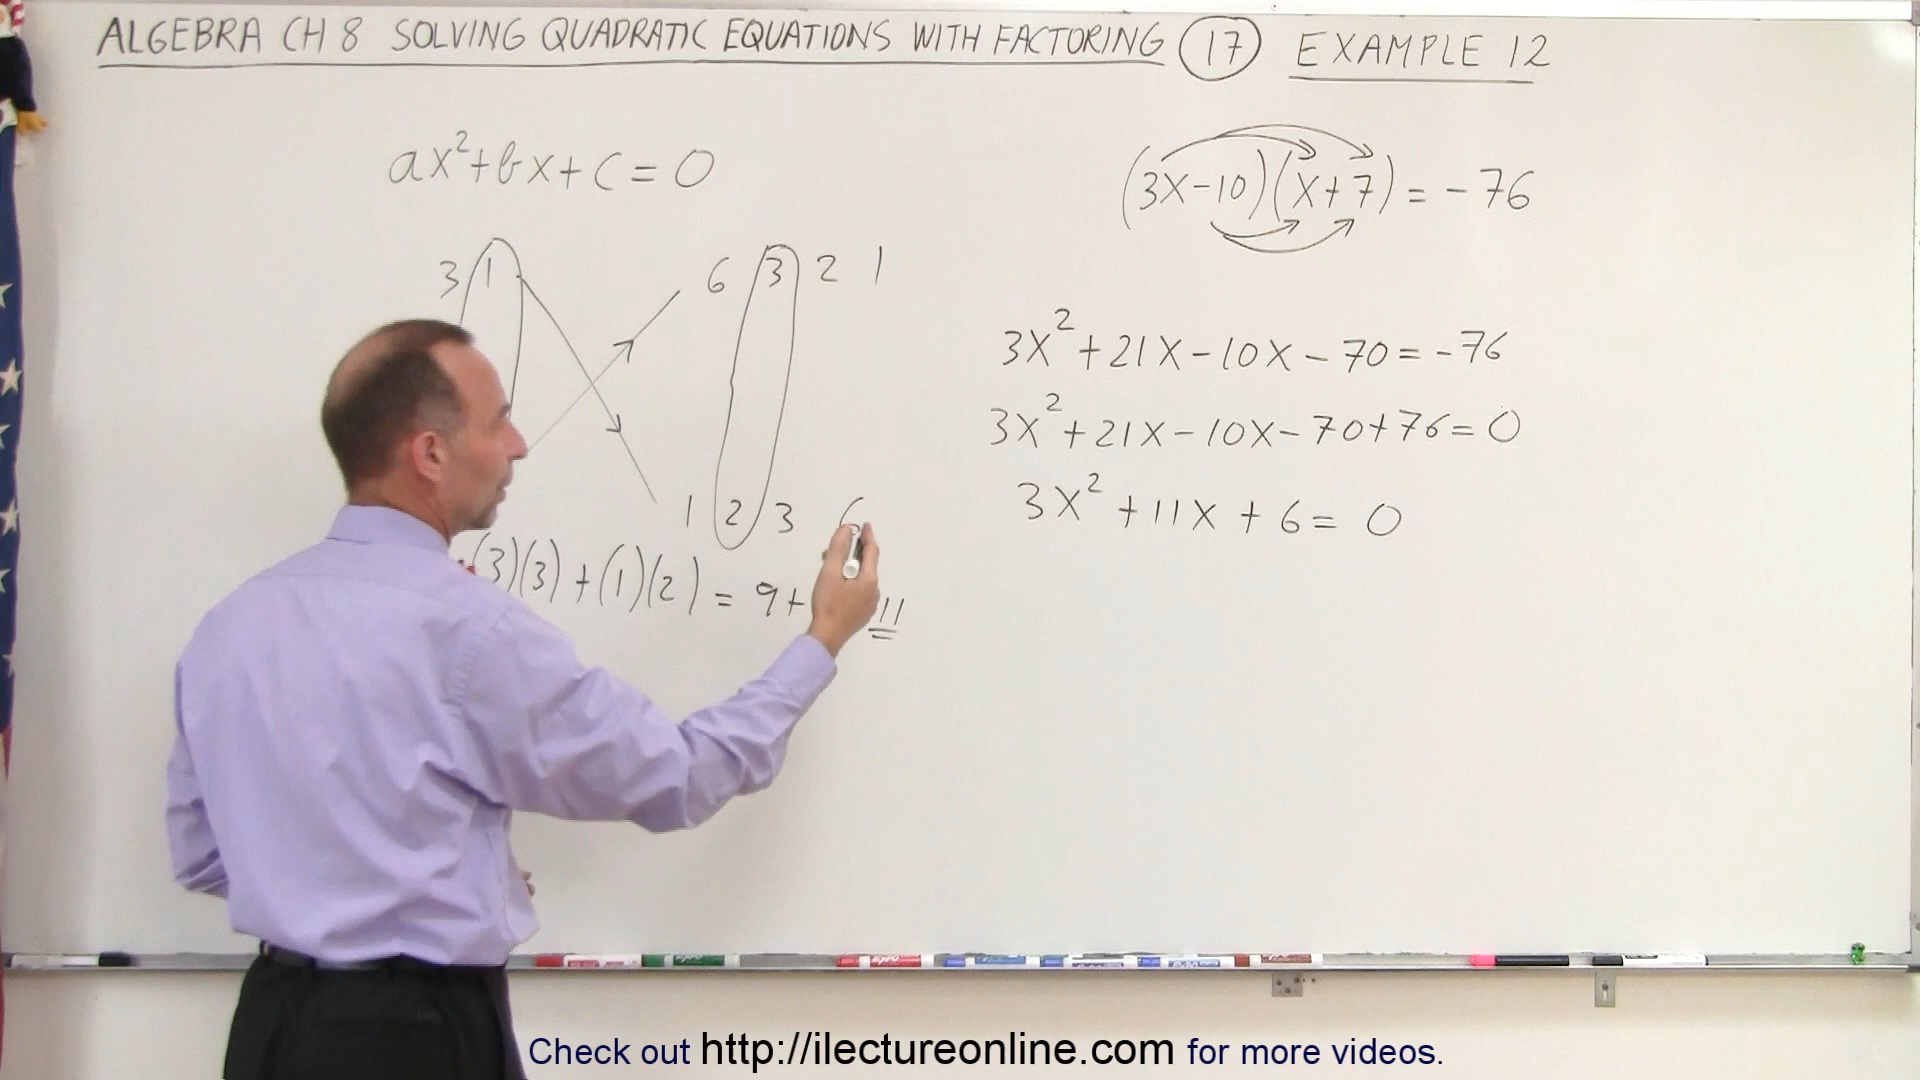 ALGEBRA CH 8 SOLVING QUADRATIC EQUATIONS WITH FACTORING 17 EXAMPLE 12
ax²+bx+c=0
3 1 6 3 2 1
1 2 3 6
(3)(3)+(1)(2) = 9+ 11
(3x-10)(x+7) = -76
3x²+21x-10x-70=-76
3x²+21x-10x-70+76=0
3x²+11x+6=0
Check out http://ilectureonline.com for more videos.